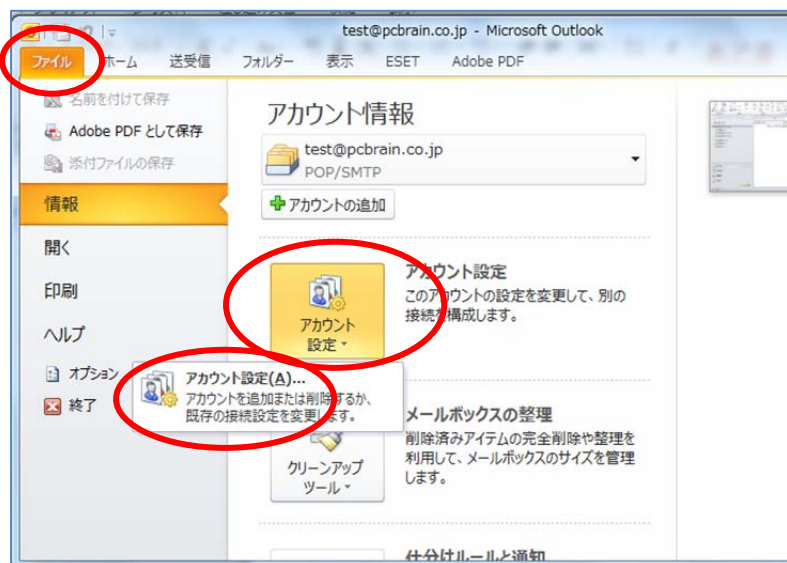 test@pcbrain.co.jp - Microsoft Outlook
ファイル ホーム 送受信 フォルダー 表示 ESET Adobe PDF
名前を付けて保存
Adobe PDF として保存
添付ファイルの保存
情報
開く
印刷
ヘルプ
オプション
終了
アカウント情報
test@pcbrain.co.jp
POP/SMTP
アカウントの追加
アカウント
設定
アカウント設定
このアカウントの設定を変更して、別の
接続を構成します。
アカウント設定(A)...
アカウントを追加または削除するか、
既存の接続設定を変更します。
クリーンアップ
ツール
メールボックスの整理
削除済みアイテムの完全削除や整理を
利用して、メールボックスのサイズを管理
します。
仕分けルールと通知